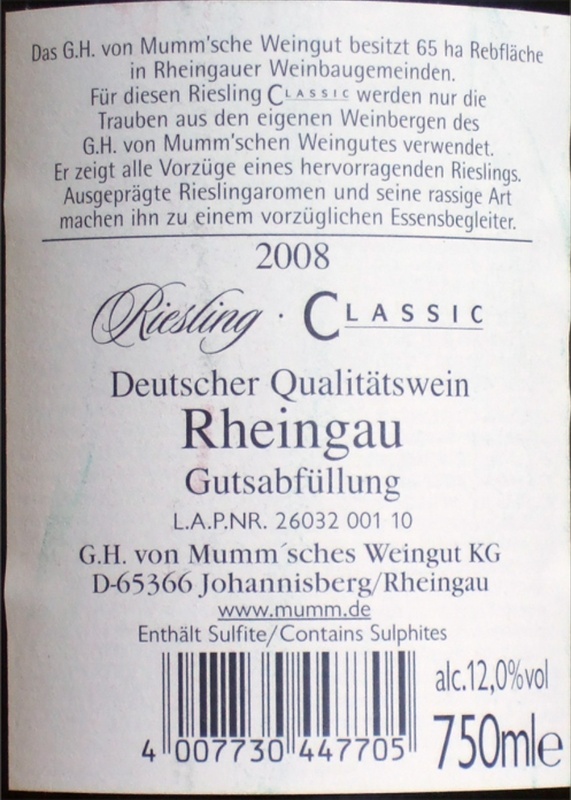 Das G.H. von Mumm'sche Weingut besitzt 65 ha Rebfläche
in Rheingauer Weinbaugemeinden.
Für diesen Riesling CLASSIC werden nur die
Trauben aus den eigenen Weinbergen des
G.H. von Mumm'schen Weingutes verwendet.
Er zeigt alle Vorzüge eines hervorragenden Rieslings.
Ausgeprägte Rieslingaromen und seine rassige Art
machen ihn zu einem vorzüglichen Essensbegleiter.
2008
Riesling · CLASSIC
Deutscher Qualitätswein
Rheingau
Gutsabfüllung
L.A.P.NR. 26032 001 10
G.H. von Mumm´sches Weingut KG
D-65366 Johannisberg/Rheingau
www.mumm.de
Enthält Sulfite/Contains Sulphites
alc.12,0%vol
750mle
4 007730 447705